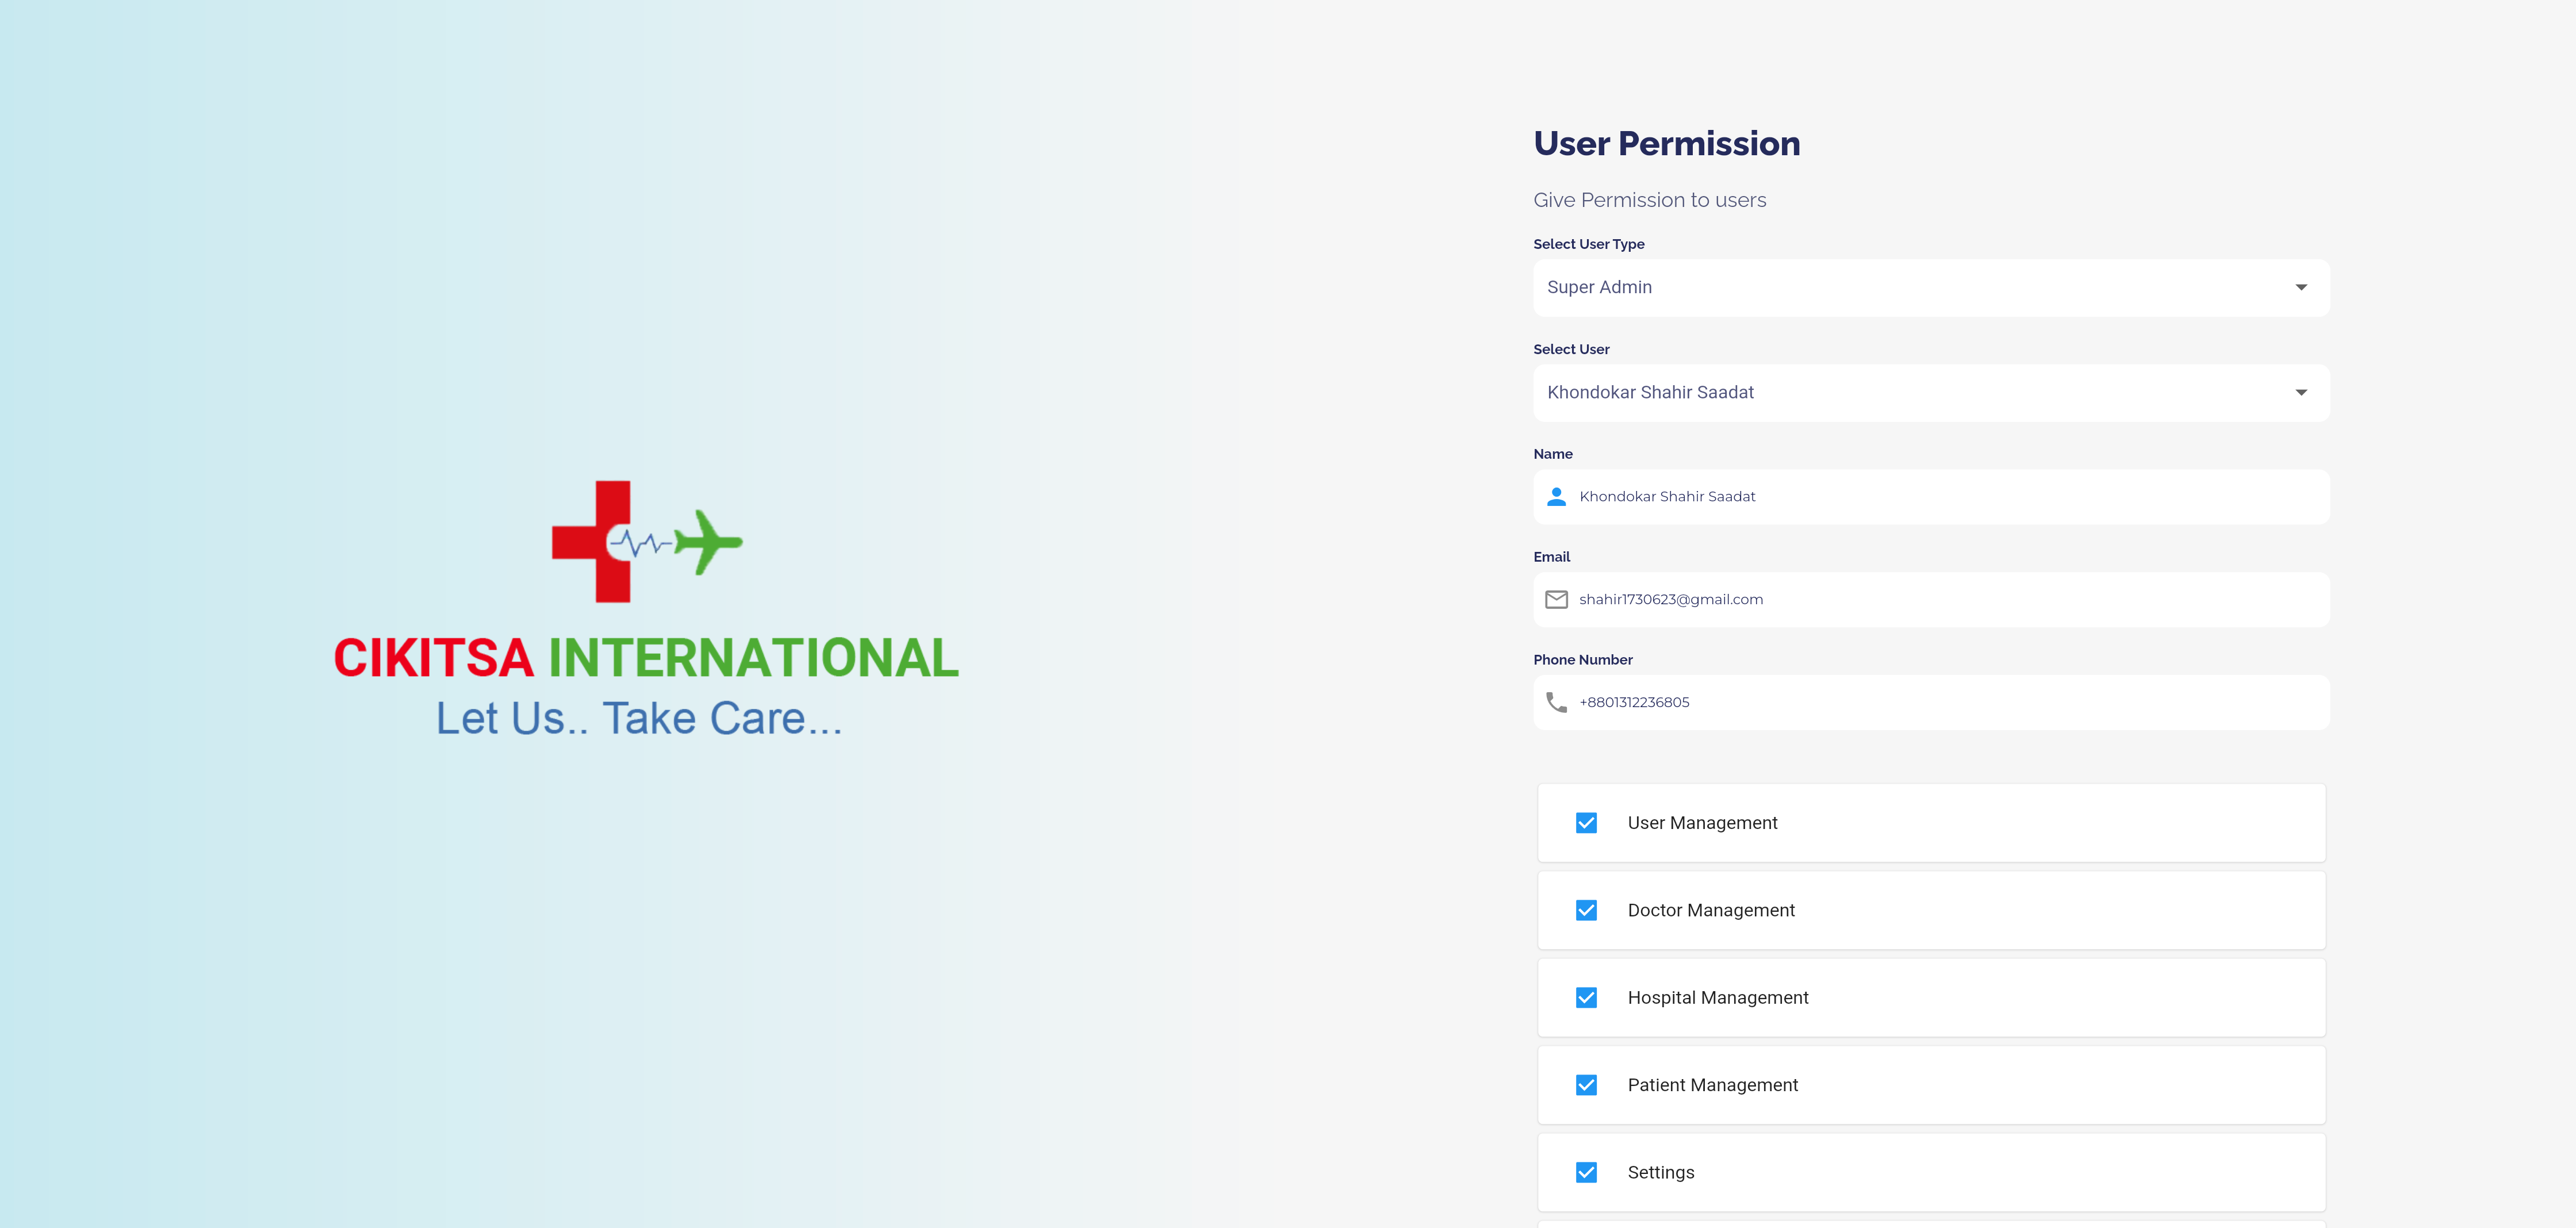 CIKITSA INTERNATIONAL
Let Us.. Take Care...
User Permission
Give Permission to users
Select User Type
Super Admin
Select User
Khondokar Shahir Saadat
Name
Khondokar Shahir Saadat
Email
shahir1730623@gmail.com
Phone Number
+8801312236805
User Management
Doctor Management
Hospital Management
Patient Management
Settings